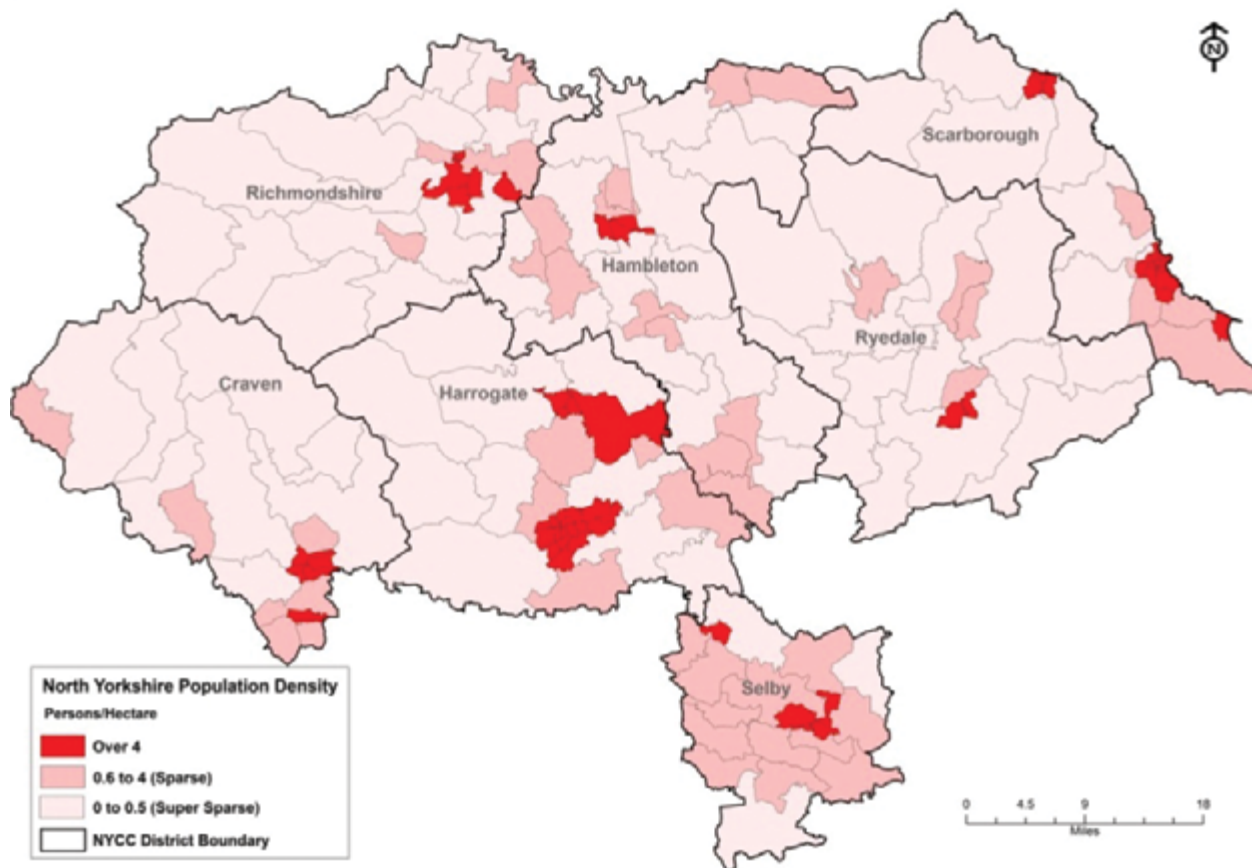 N
Scarborough
Richmondshire
Hambleton
Ryedale
Craven
Harrogate
Selby
North Yorkshire Population Density
Persons/Hectare
Over 4
0.6 to 4 (Sparse)
0 to 0.5 (Super Sparse)
NYCC District Boundary
0 4.5 9 18
Miles